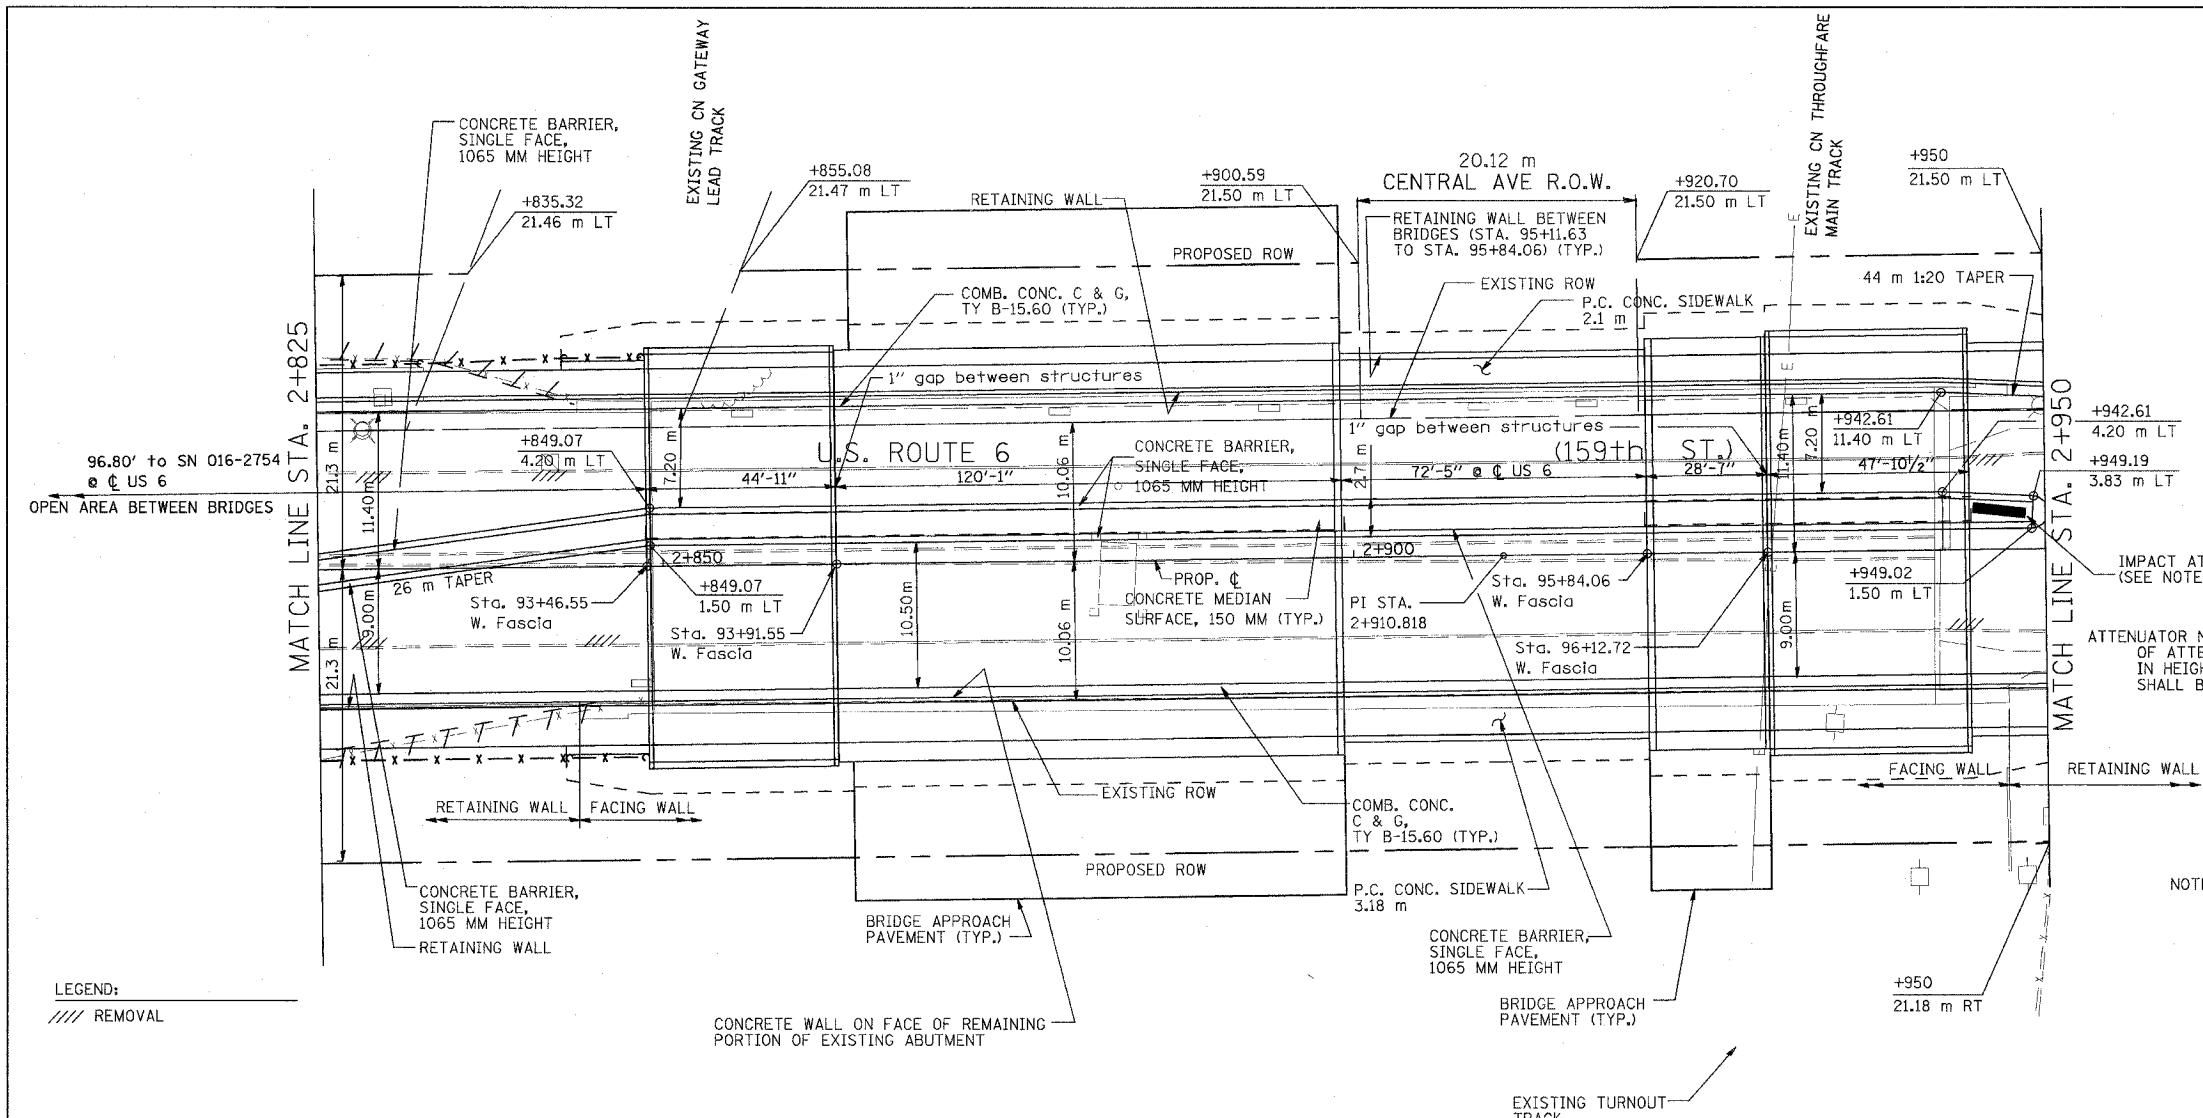 EXISTING CN GATEWAY
LEAD TRACK
EXISTING CN THROUGHFARE
MAIN TRACK
CONCRETE BARRIER,
SINGLE FACE,
1065 MM HEIGHT
+835.32
21.46 m LT
+855.08
21.47 m LT
RETAINING WALL
+900.59
21.50 m LT
20.12 m
CENTRAL AVE R.O.W.
+920.70
21.50 m LT
+950
21.50 m LT
RETAINING WALL BETWEEN
BRIDGES (STA. 95+11.63
TO STA. 95+84.06) (TYP.)
PROPOSED ROW
COMB. CONC. C & G,
TY B-15.60 (TYP.)
EXISTING ROW
P.C. CONC. SIDEWALK
2.1 m
44 m 1:20 TAPER
MATCH LINE STA. 2+825
MATCH LINE STA. 2+950
1" gap between structures
1" gap between structures
U.S. ROUTE 6
(159th ST.)
+849.07
4.20 m LT
7.20 m
10.06 m
2.7 m
11.40m
7.20 m
+942.61
11.40 m LT
+942.61
4.20 m LT
+949.19
3.83 m LT
96.80' to SN 016-2754
@ ℄ US 6
OPEN AREA BETWEEN BRIDGES
21.3 m
11.40m
44'-11"
120'-1"
CONCRETE BARRIER,
SINGLE FACE,
1065 MM HEIGHT
72'-5" @ ℄ US 6
28'-7"
47'-10½"
2+850
2+900
26 m TAPER
+849.07
1.50 m LT
Sta. 93+46.55
W. Fascia
Sta. 93+91.55
W. Fascia
PROP. ℄
CONCRETE MEDIAN
SURFACE, 150 MM (TYP.)
PI STA.
2+910.818
Sta. 95+84.06
W. Fascia
Sta. 96+12.72
W. Fascia
+949.02
1.50 m LT
IMPACT AT
(SEE NOTE
9.00m
21.3 m
10.50m
10.06 m
9.00m
ATTENUATOR N
OF ATTE
IN HEIGH
SHALL B
RETAINING WALL
FACING WALL
EXISTING ROW
COMB. CONC.
C & G,
TY B-15.60 (TYP.)
FACING WALL
RETAINING WALL
PROPOSED ROW
CONCRETE BARRIER,
SINGLE FACE,
1065 MM HEIGHT
RETAINING WALL
BRIDGE APPROACH
PAVEMENT (TYP.)
P.C. CONC. SIDEWALK
3.18 m
CONCRETE BARRIER,
SINGLE FACE,
1065 MM HEIGHT
NOTE
LEGEND:
//// REMOVAL
CONCRETE WALL ON FACE OF REMAINING
PORTION OF EXISTING ABUTMENT
BRIDGE APPROACH
PAVEMENT (TYP.)
+950
21.18 m RT
EXISTING TURNOUT
TRACK